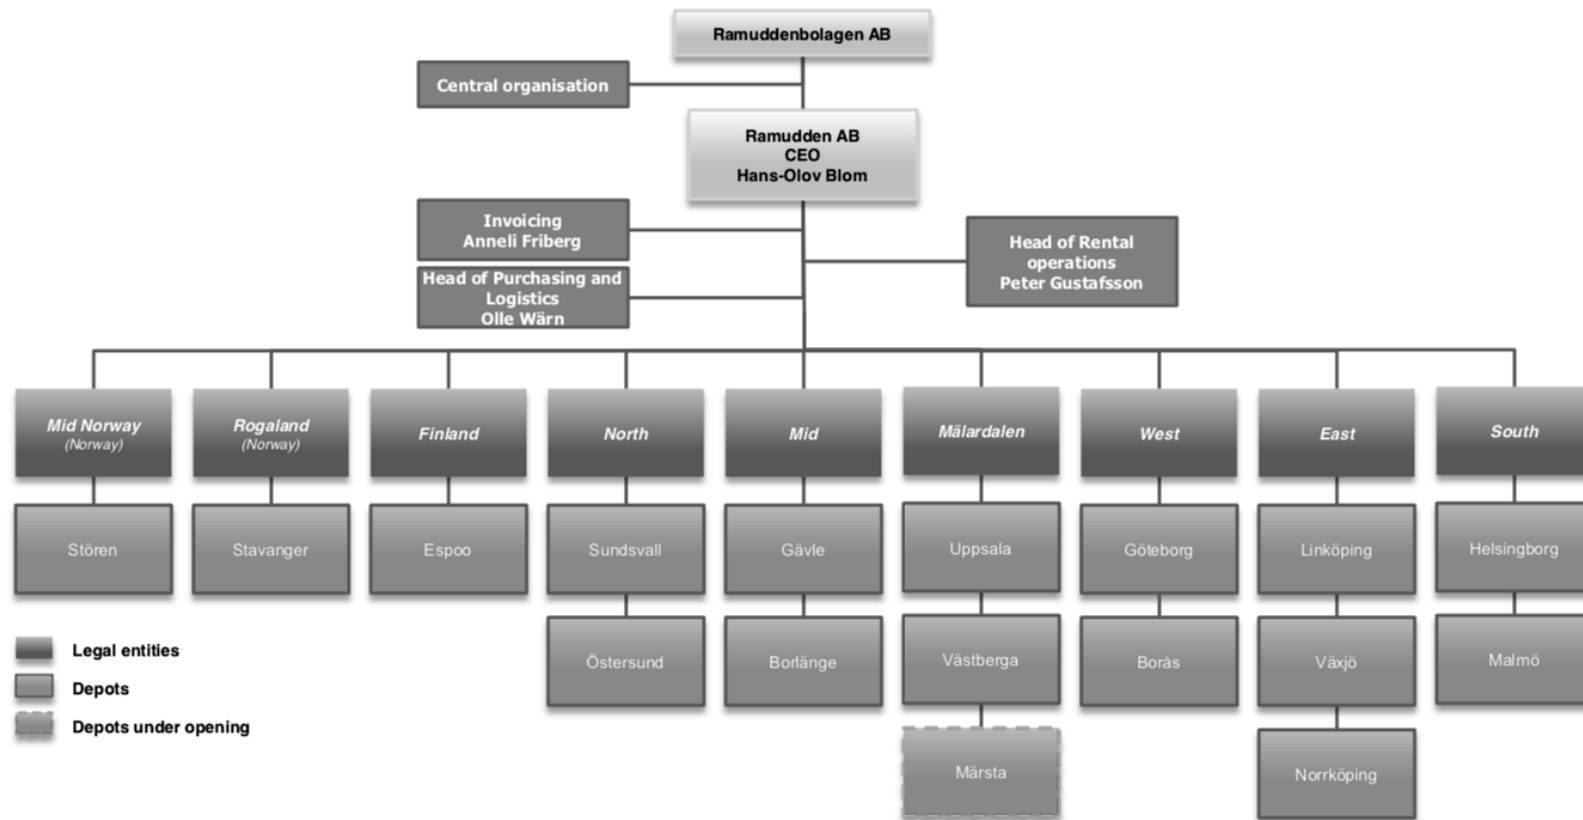 Ramuddenbolagen AB
Central organisation
Ramudden AB
CEO
Hans-Olov Blom
Invoicing
Anneli Friberg
Head of Purchasing and
Logistics
Olle Wärn
Head of Rental
operations
Peter Gustafsson
Mid Norway
(Norway)
Rogaland
(Norway)
Finland
North
Mid
Mälardalen
West
East
South
Stören
Stavanger
Espoo
Sundsvall
Gävle
Uppsala
Göteborg
Linköping
Helsingborg
Östersund
Borlänge
Västberga
Borås
Växjö
Malmö
Märsta
Norrköping
Legal entities
Depots
Depots under opening